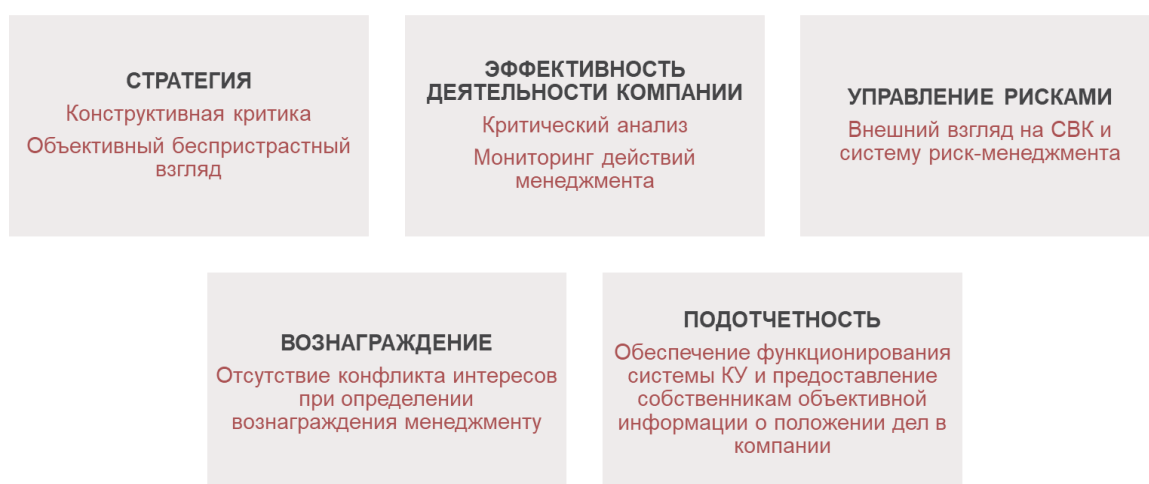 СТРАТЕГИЯ
Конструктивная критика
Объективный беспристрастный
взгляд
ЭФФЕКТИВНОСТЬ
ДЕЯТЕЛЬНОСТИ КОМПАНИИ
Критический анализ
Мониторинг действий
менеджмента
УПРАВЛЕНИЕ РИСКАМИ
Внешний взгляд на СВК и
систему риск-менеджмента
ВОЗНАГРАЖДЕНИЕ
Отсутствие конфликта интересов
при определении
вознаграждения менеджменту
ПОДОТЧЕТНОСТЬ
Обеспечение функционирования
системы КУ и предоставление
собственникам объективной
информации о положении дел в
компании